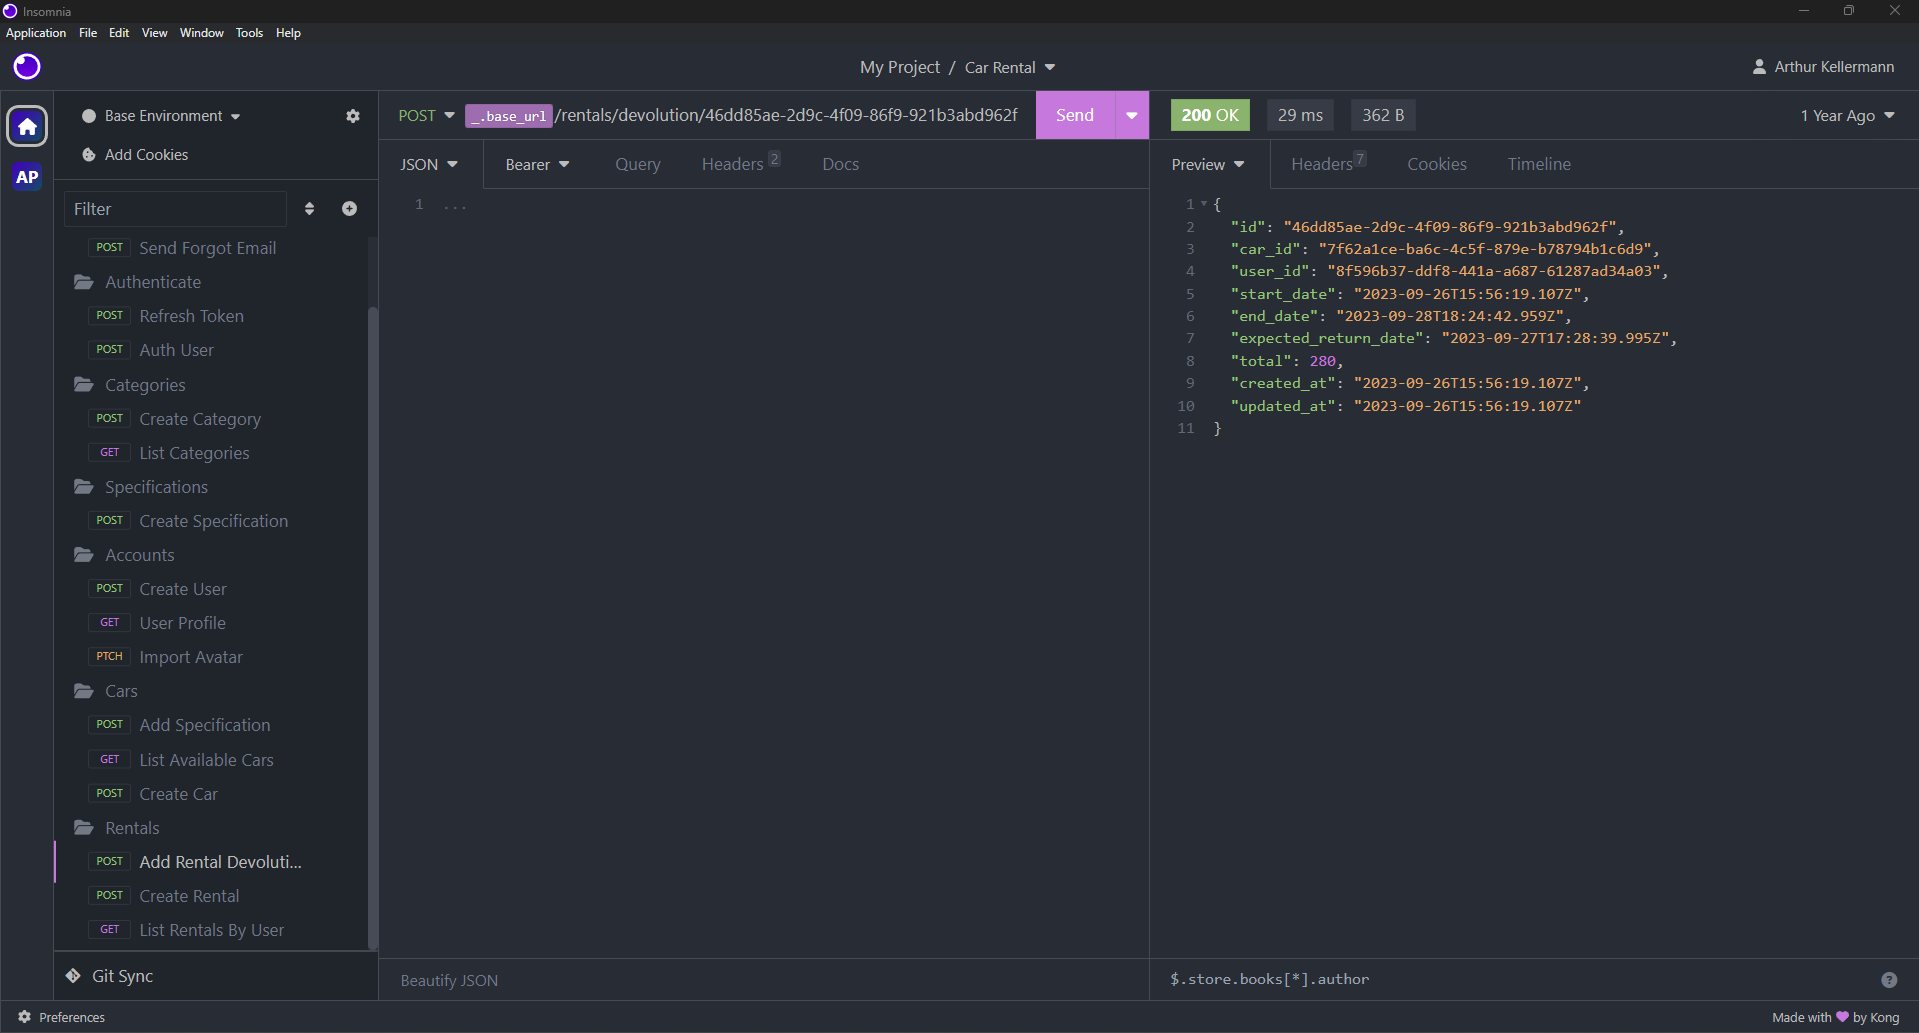 Insomnia
Application File Edit View Window Tools Help
My Project / Car Rental
Arthur Kellermann
AP
Base Environment
Add Cookies
Filter
POST Send Forgot Email
Authenticate
POST Refresh Token
POST Auth User
Categories
POST Create Category
GET List Categories
Specifications
POST Create Specification
Accounts
POST Create User
GET User Profile
PTCH Import Avatar
Cars
POST Add Specification
GET List Available Cars
POST Create Car
Rentals
POST Add Rental Devoluti...
POST Create Rental
GET List Rentals By User
Git Sync
POST _.base_url /rentals/devolution/46dd85ae-2d9c-4f09-86f9-921b3abd962f Send
JSON Bearer Query Headers 2 Docs
1 ...
Beautify JSON
200 OK 29 ms 362 B 1 Year Ago
Preview Headers 7 Cookies Timeline
1 {
2 "id": "46dd85ae-2d9c-4f09-86f9-921b3abd962f",
3 "car_id": "7f62a1ce-ba6c-4c5f-879e-b78794b1c6d9",
4 "user_id": "8f596b37-ddf8-441a-a687-61287ad34a03",
5 "start_date": "2023-09-26T15:56:19.107Z",
6 "end_date": "2023-09-28T18:24:42.959Z",
7 "expected_return_date": "2023-09-27T17:28:39.995Z",
8 "total": 280,
9 "created_at": "2023-09-26T15:56:19.107Z",
10 "updated_at": "2023-09-26T15:56:19.107Z"
11 }
$.store.books[*].author ?
Preferences
Made with 💜 by Kong